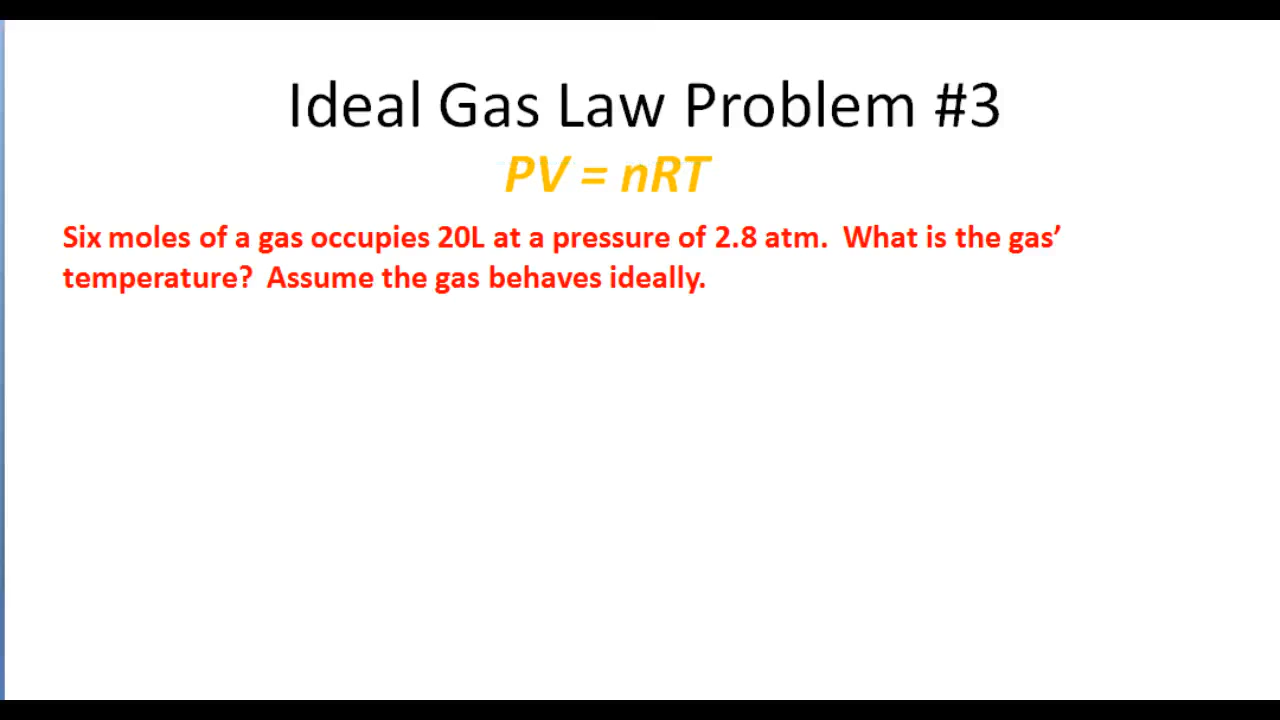 Ideal Gas Law Problem #3
PV = nRT
Six moles of a gas occupies 20L at a pressure of 2.8 atm.  What is the gas’
temperature?  Assume the gas behaves ideally.